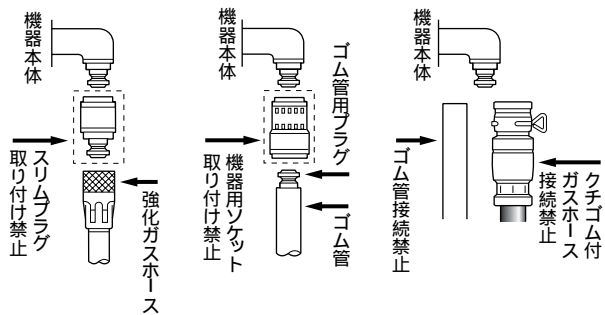 機器本体
スリムプラグ
取り付け禁止
強化ガスホース
機器本体
ゴム管用プラグ
機器用ソケット
取り付け禁止
ゴム管
機器本体
ゴム管接続禁止
クチゴム付
ガスホース
接続禁止